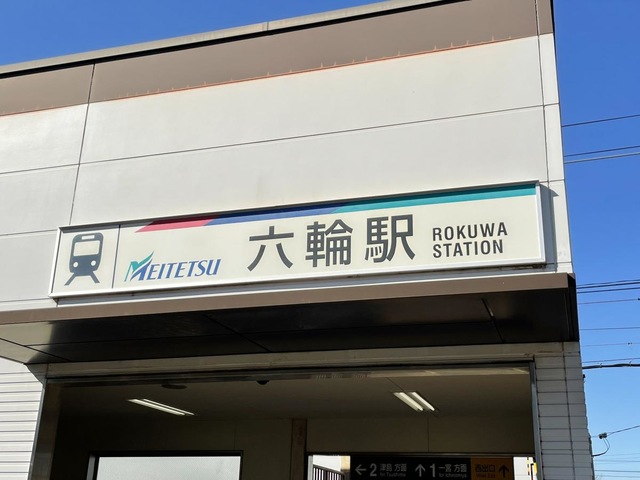 MEITETSU 六輪駅 ROKUWA
STATION
←2 津島 方面 ↑1 一宮 方面 西出口 ↑